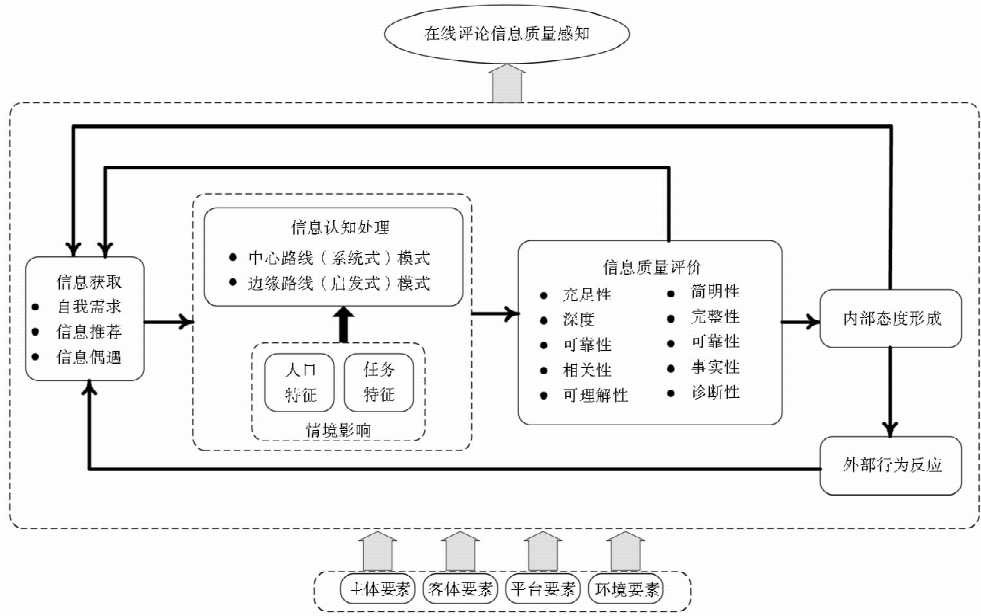 在线评论信息质量感知
信息获取
● 自我需求
● 信息推荐
● 信息偶遇
信息认知处理
● 中心路线（系统式）模式
● 边缘路线（启发式）模式
人口
特征
任务
特征
情境影响
信息质量评价
● 充足性
● 深度
● 可靠性
● 相关性
● 可理解性
● 简明性
● 完整性
● 可靠性
● 事实性
● 诊断性
内部态度形成
外部行为反应
主体要素
客体要素
平台要素
环境要素